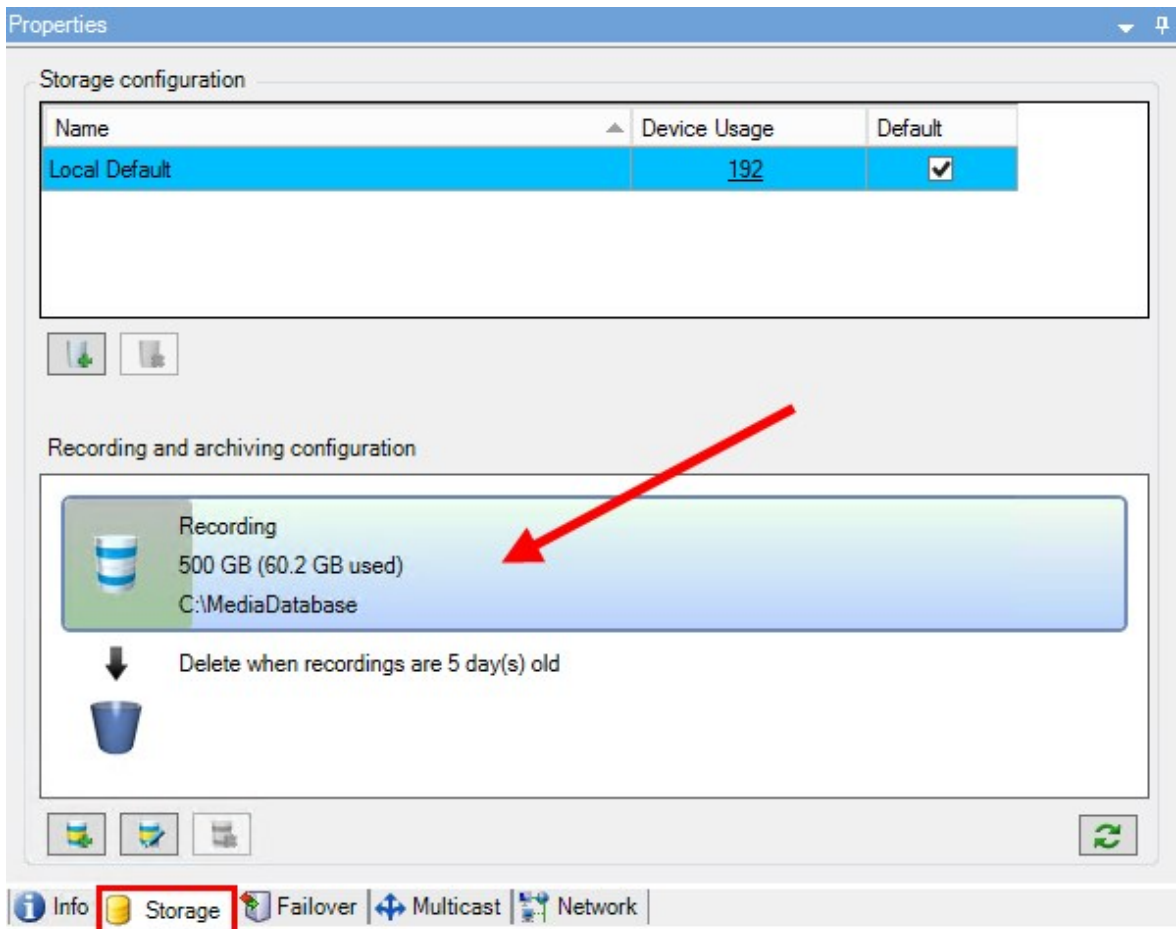 Properties
Storage configuration
Name Device Usage Default
Local Default 192
Recording and archiving configuration
Recording
500 GB (60.2 GB used)
C:\MediaDatabase
Delete when recordings are 5 day(s) old
Info Storage Failover Multicast Network